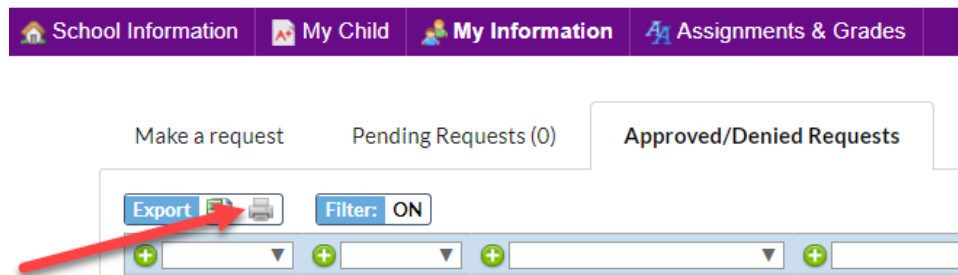 School Information My Child My Information Assignments & Grades
Make a request Pending Requests (0) Approved/Denied Requests
Export Filter: ON